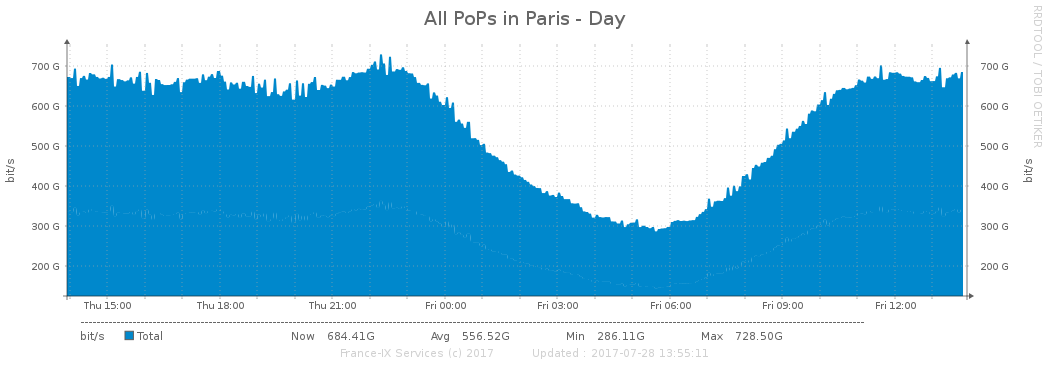 All PoPs in Paris - Day
RRDTOOL / TOBI OETIKER
bit/s
700 G
600 G
500 G
400 G
300 G
200 G
700 G
600 G
500 G
400 G
300 G
200 G
bit/s
Thu 15:00 Thu 18:00 Thu 21:00 Fri 00:00 Fri 03:00 Fri 06:00 Fri 09:00 Fri 12:00
bit/s Total Now 684.41G Avg 556.52G Min 286.11G Max 728.50G
France-IX Services (c) 2017 Updated : 2017-07-28 13:55:11